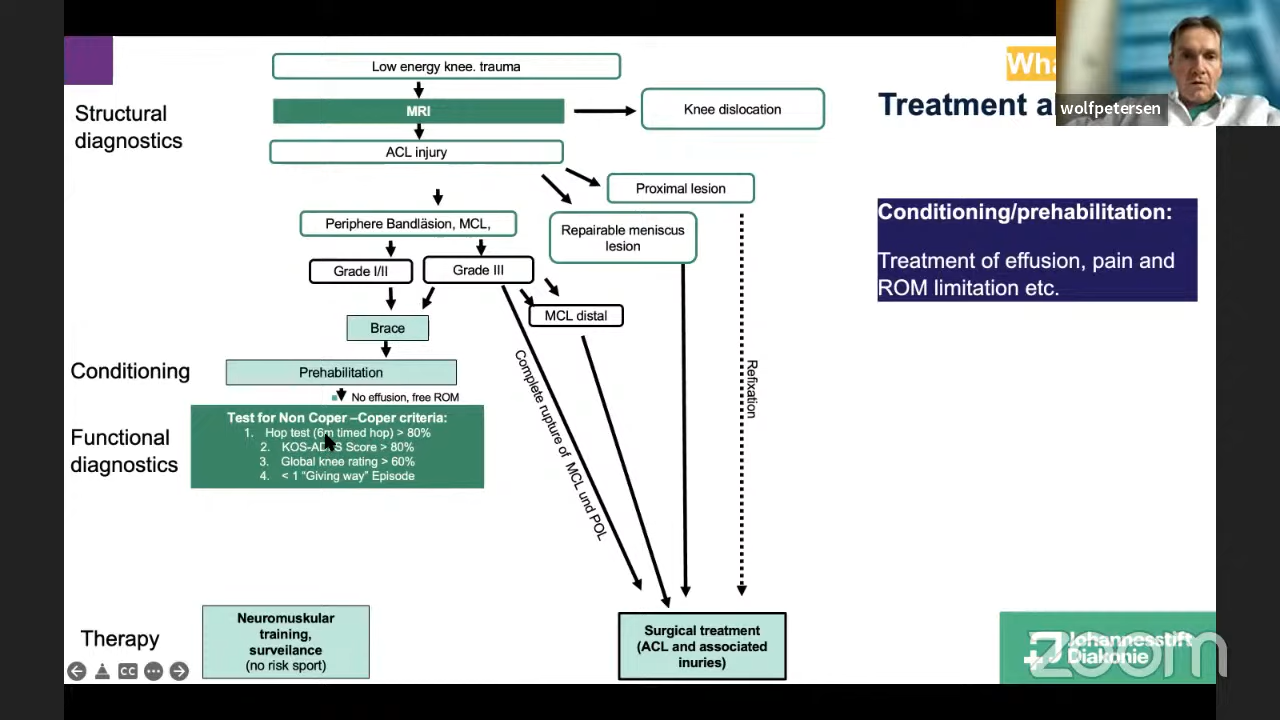 What
Treatment a
wolfpetersen
Structural
diagnostics
Low energy knee. trauma
MRI
Knee dislocation
ACL injury
Proximal lesion
Periphere Bandläsion, MCL,
Repairable meniscus
lesion
Grade I/II
Grade III
MCL distal
Brace
Conditioning
Prehabilitation
No effusion, free ROM
Functional
diagnostics
Test for Non Coper –Coper criteria:
1. Hop test (6m timed hop) > 80%
2. KOS-ADLS Score > 80%
3. Global knee rating > 60%
4. < 1 “Giving way” Episode
Complete rupture of MCL und POL
Refixation
Conditioning/prehabilitation:
Treatment of effusion, pain and
ROM limitation etc.
Therapy
Neuromuskular
training,
surveilance
(no risk sport)
Surgical treatment
(ACL and associated
inuries)
Johannesstift
Diakonie
zoom
CC